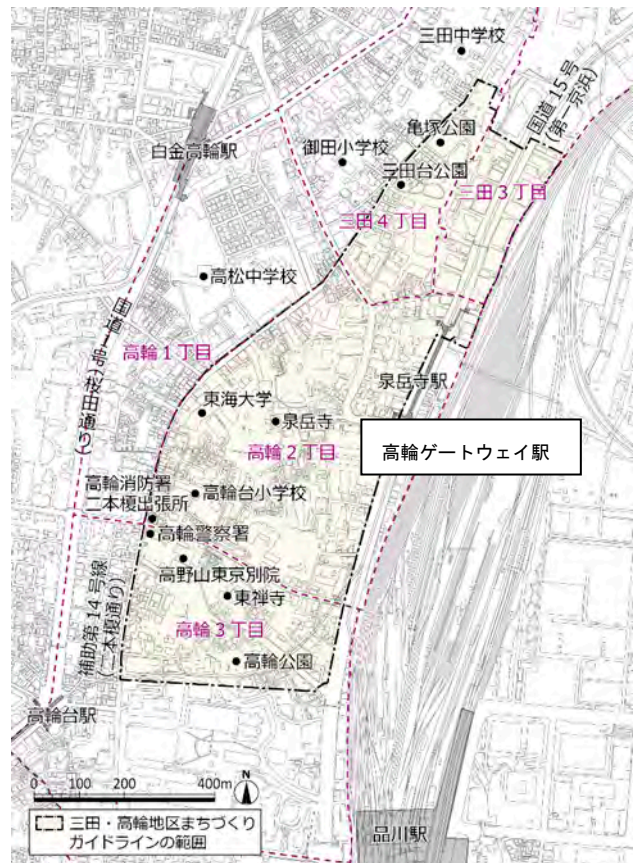 三田中学校
国道15号
(第一京浜)
亀塚公園
御田小学校
白金高輪駅
三田台公園
三田3丁目
三田4丁目
高松中学校
国道1号(桜田通り)
高輪1丁目
泉岳寺駅
東海大学
泉岳寺
高輪2丁目
高輪ゲートウェイ駅
高輪消防署
二本榎出張所
高輪台小学校
高輪警察署
高野山東京別院
補助第14号線
(二本榎通り)
東禅寺
高輪3丁目
高輪公園
高輪台駅
N
0 100 200 400m
三田・高輪地区まちづくり
ガイドラインの範囲
品川駅